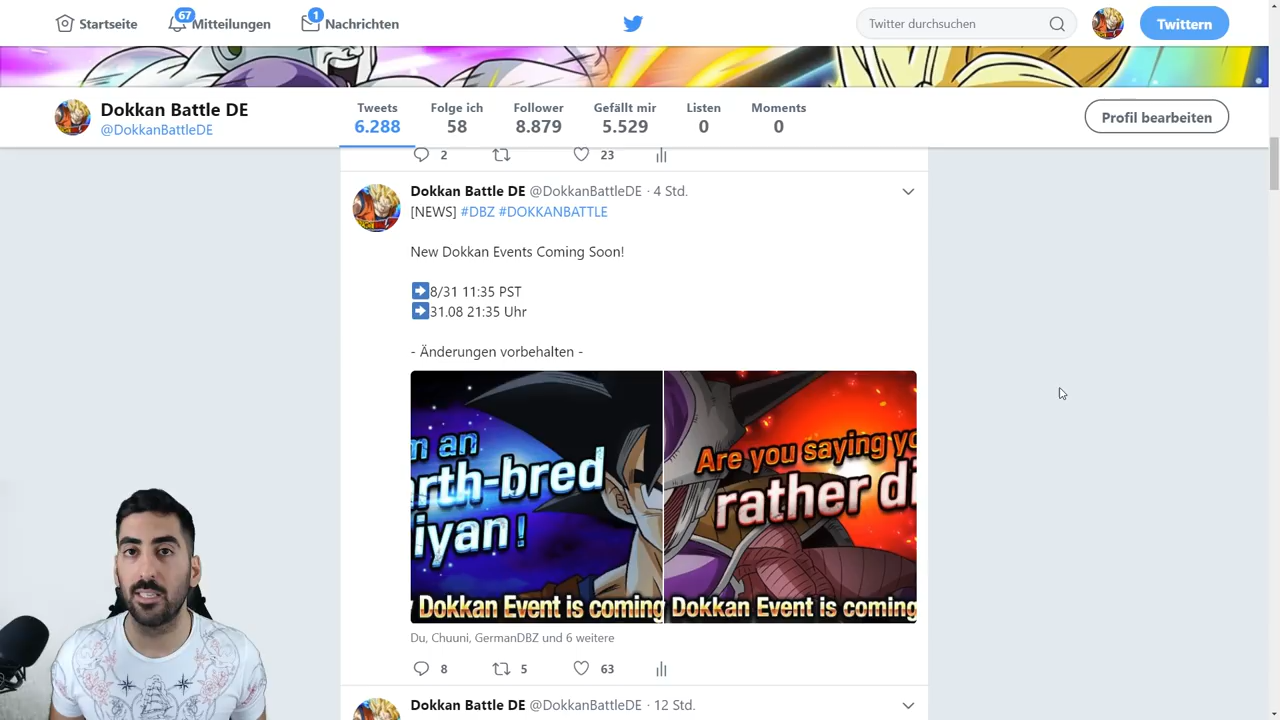 Startseite
67
Mitteilungen
1
Nachrichten
Twitter durchsuchen
Twittern
Dokkan Battle DE
@DokkanBattleDE
Tweets
6.288
Folge ich
58
Follower
8.879
Gefällt mir
5.529
Listen
0
Moments
0
Profil bearbeiten
2
23
Dokkan Battle DE @DokkanBattleDE · 4 Std.
[NEWS] #DBZ #DOKKANBATTLE
New Dokkan Events Coming Soon!
8/31 11:35 PST
31.08 21:35 Uhr
- Änderungen vorbehalten -
m an
rth-bred
iyan!
Dokkan Event is coming
Are you saying yo
rather di
Dokkan Event is coming
Du, Chuuni, GermanDBZ und 6 weitere
8
5
63
Dokkan Battle DE @DokkanBattleDE · 12 Std.